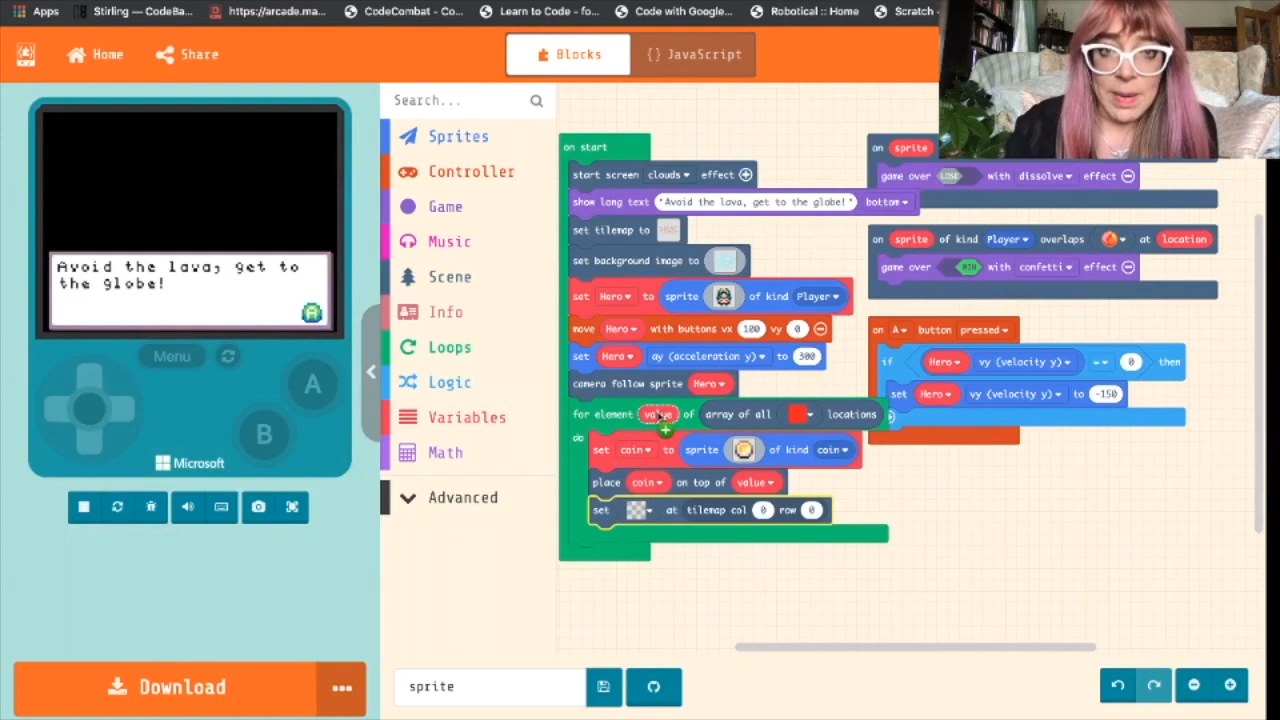 Apps
Stirling — CodeBa...
https://arcade.ma...
CodeCombat - Co...
Learn to Code - fo...
Code with Google...
Robotical :: Home
Scratch -
Home
Share
Blocks
{ } JavaScript
Avoid the lava, get to
the globe!
A
Menu
A
B
Microsoft
Download
...
Search...
Sprites
Controller
Game
Music
Scene
Info
Loops
Logic
Variables
Math
Advanced
on start
start screen clouds effect
show long text "Avoid the lava, get to the globe!" bottom
set tilemap to
set background image to
set Hero to sprite of kind Player
move Hero with buttons vx 100 vy 0
set Hero ay (acceleration y) to 300
camera follow sprite Hero
for element value of array of all locations
do
set coin to sprite of kind coin
place coin on top of value
set at tilemap col 0 row 0
on sprite
game over LOSE with dissolve effect
on sprite of kind Player overlaps at location
game over WIN with confetti effect
on A button pressed
if Hero vy (velocity y) = 0 then
set Hero vy (velocity y) to -150
sprite